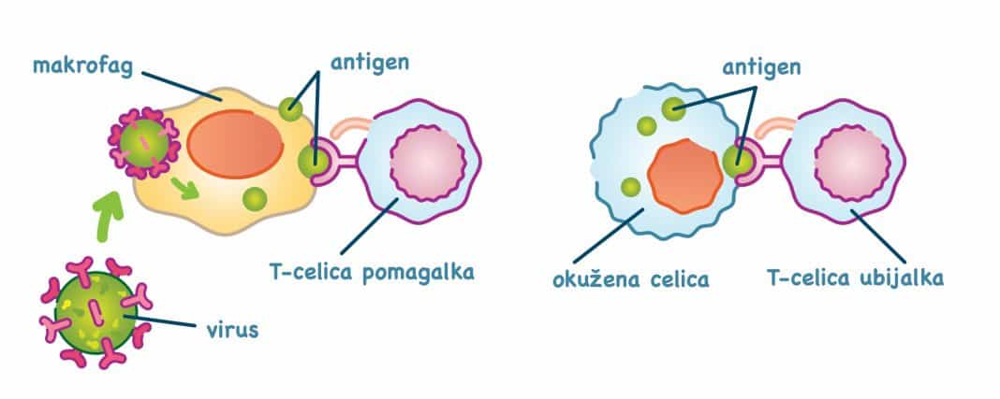 makrofag
antigen
T-celica pomagalka
virus
antigen
okužena celica
T-celica ubijalka